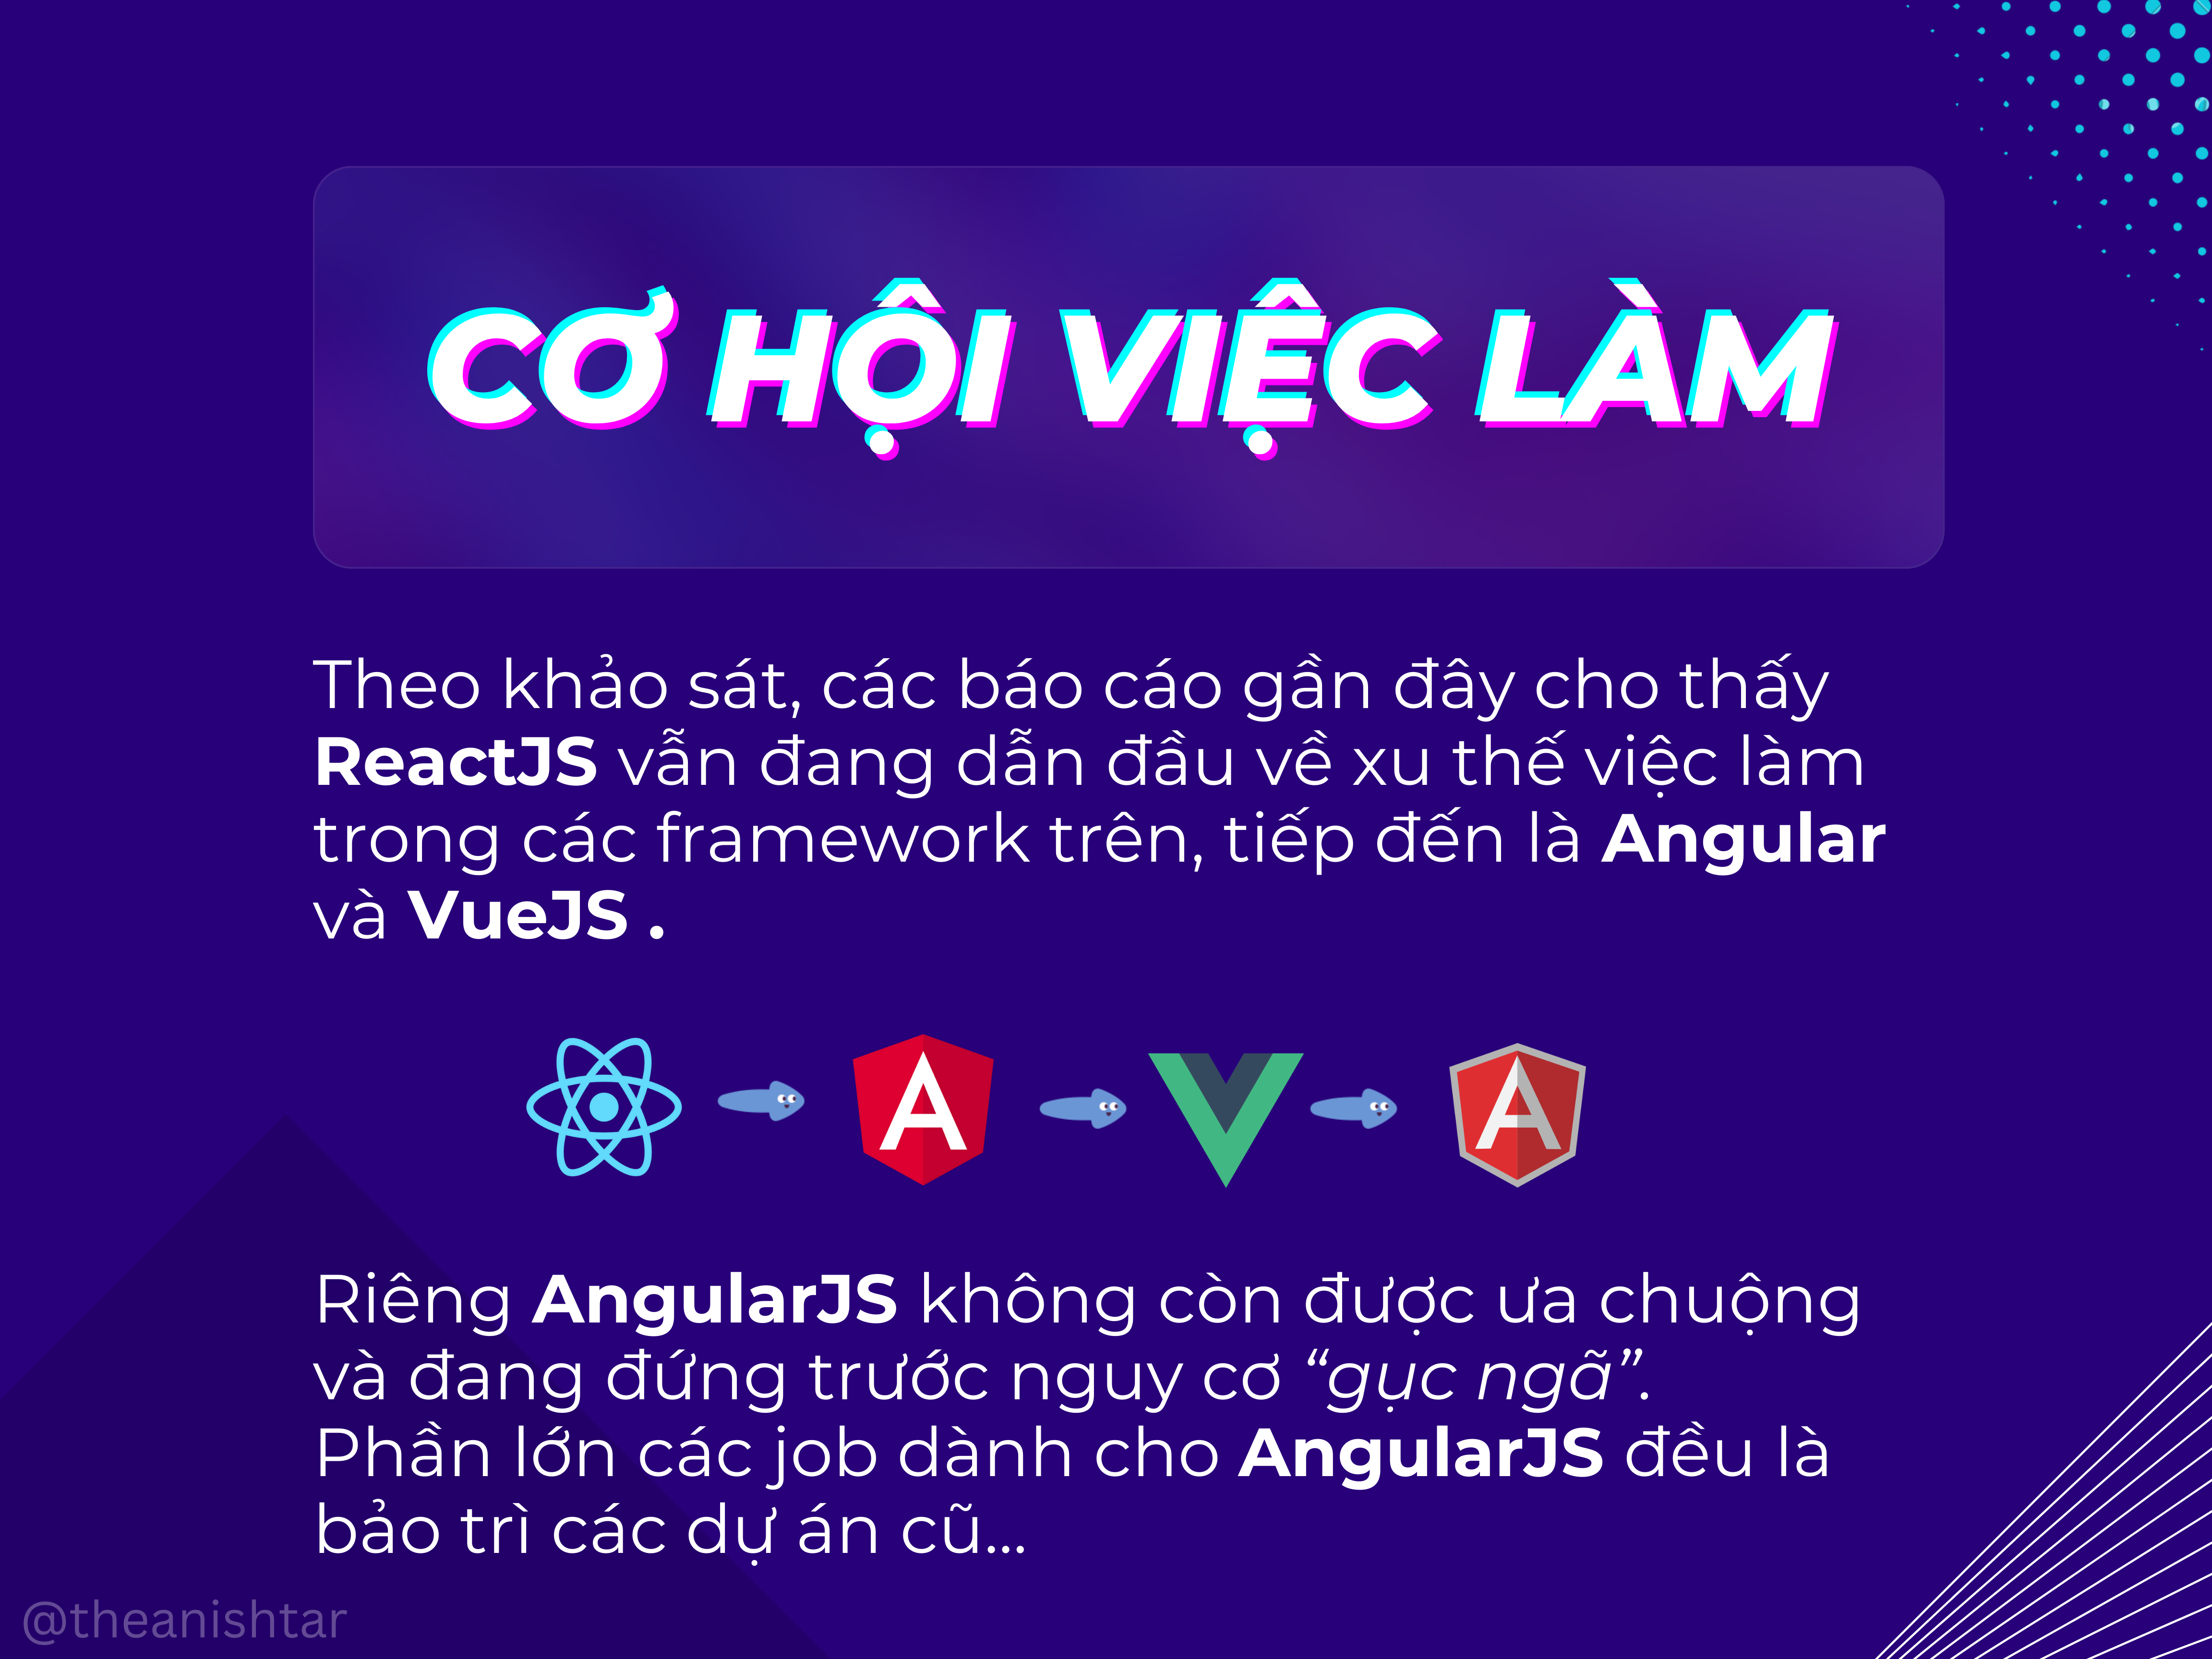 CƠ HỘI VIỆC LÀM
Theo khảo sát, các báo cáo gần đây cho thấy
ReactJS vẫn đang dẫn đầu về xu thế việc làm
trong các framework trên, tiếp đến là Angular
và VueJS .
Riêng AngularJS không còn được ưa chuộng
và đang đứng trước nguy cơ “gục ngã”.
Phần lớn các job dành cho AngularJS đều là
bảo trì các dự án cũ...
@theanishtar